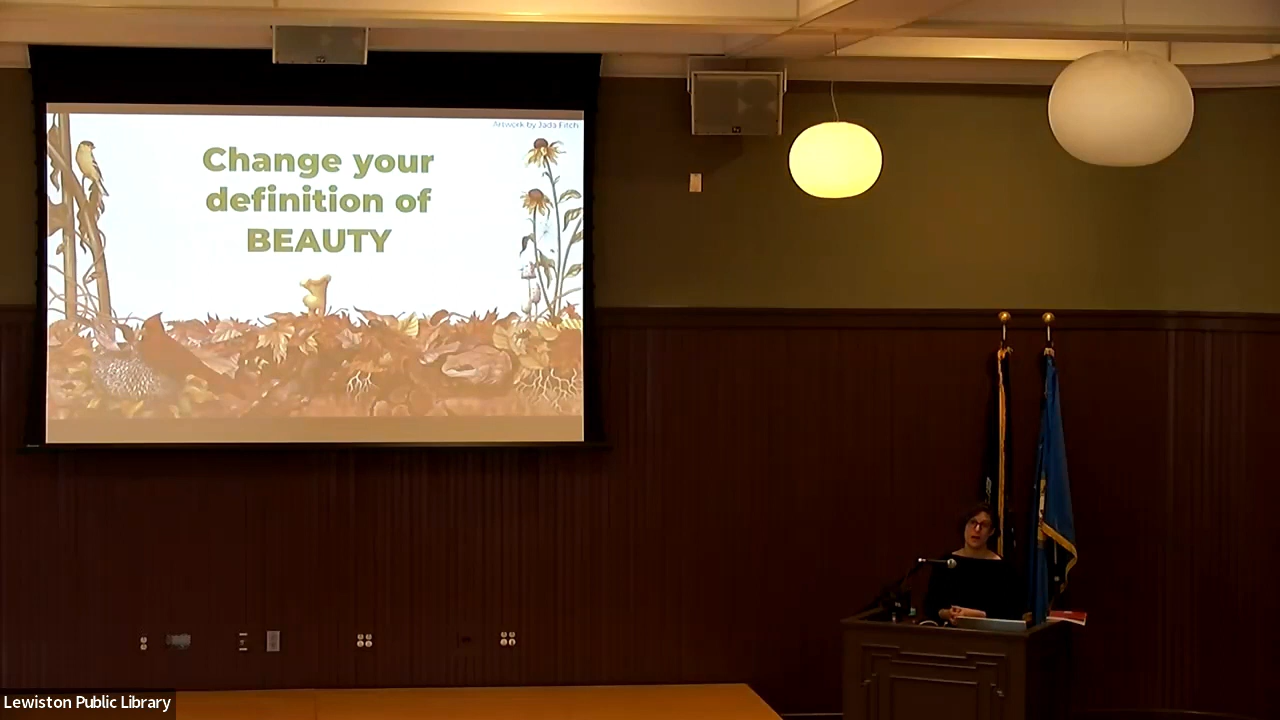 Artwork by Jada Fitch
Change your
definition of
BEAUTY
Lewiston Public Library